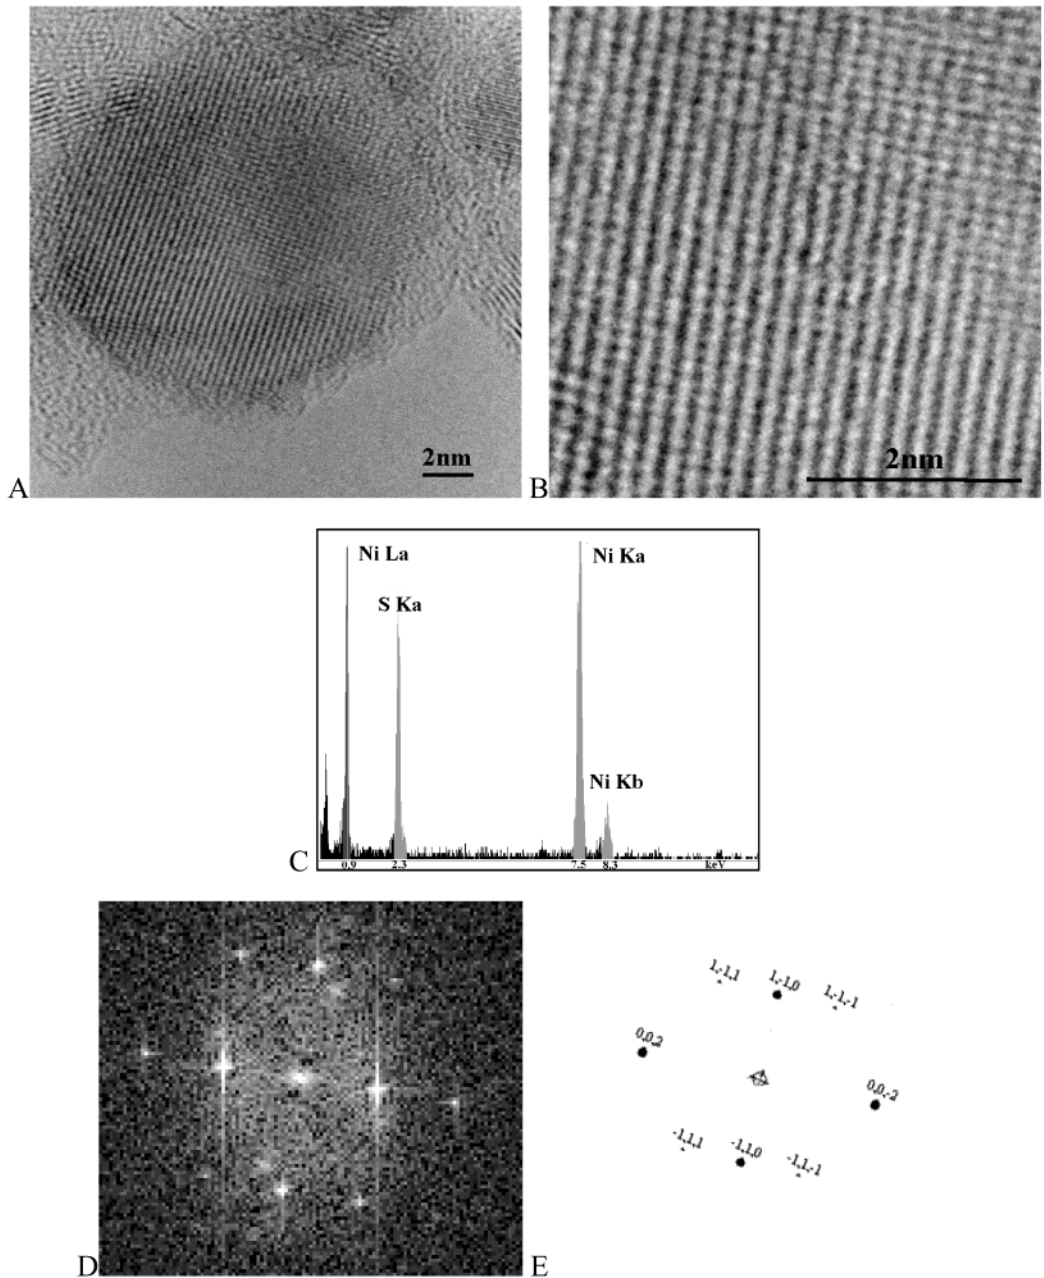 2nm
A
2nm
B
Ni La
Ni Ka
S Ka
Ni Kb
C
0,9 2,3 7,5 8,3 keV
1,-1,1
1,-1,0
1,-1,-1
0,0,2
0,0,-2
-1,1,1
-1,1,0
-1,1,-1
D
E